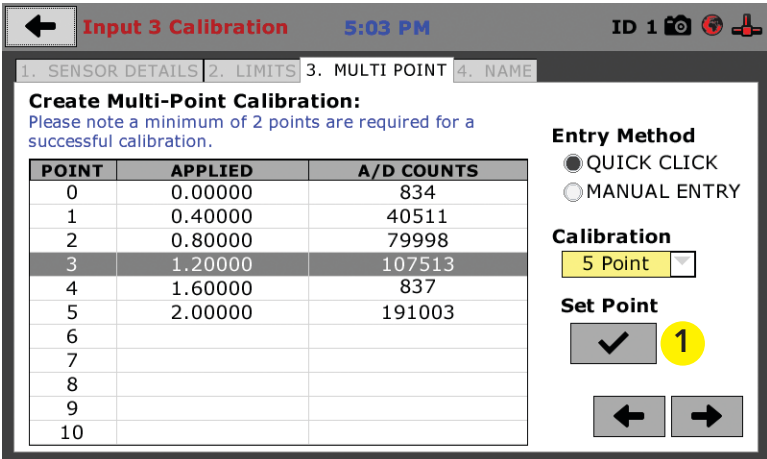 Input 3 Calibration 5:03 PM ID 1
1. SENSOR DETAILS 2. LIMITS 3. MULTI POINT 4. NAME
Create Multi-Point Calibration:
Please note a minimum of 2 points are required for a
successful calibration.
POINT APPLIED A/D COUNTS
0 0.00000 834
1 0.40000 40511
2 0.80000 79998
3 1.20000 107513
4 1.60000 837
5 2.00000 191003
6
7
8
9
10
Entry Method
QUICK CLICK
MANUAL ENTRY
Calibration
5 Point
Set Point
1